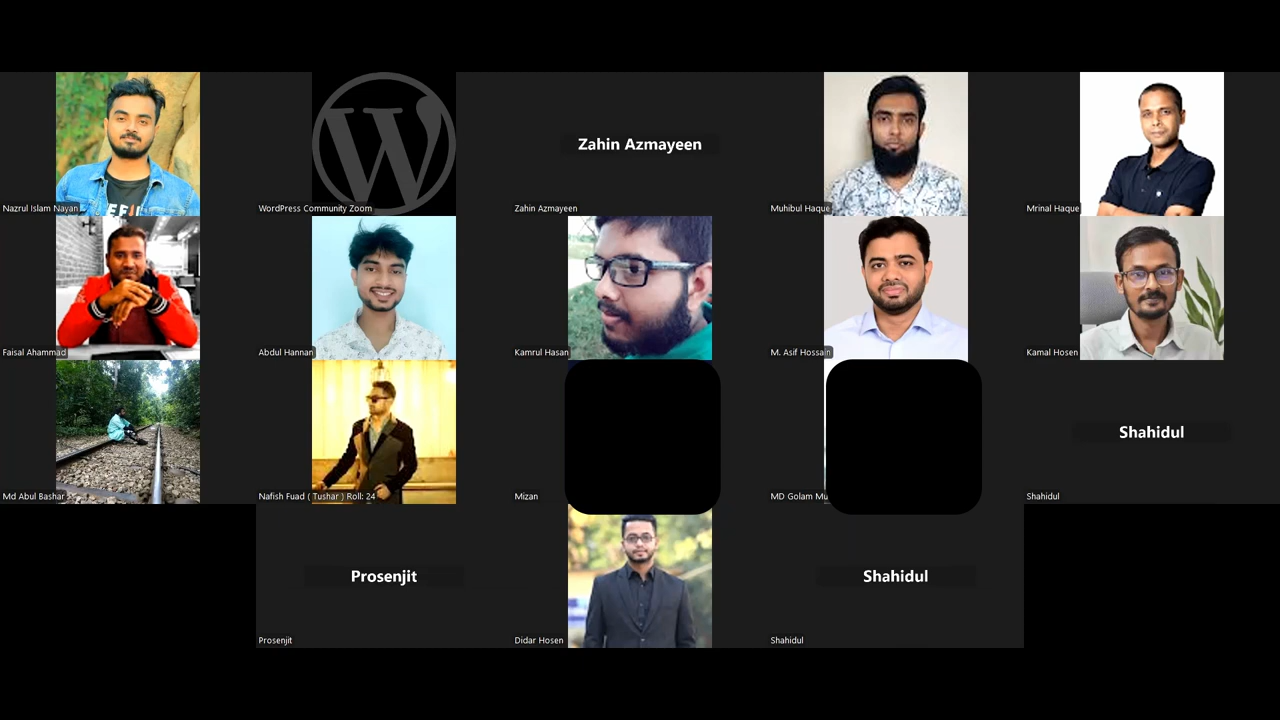 Nazrul Islam Nayan
WordPress Community Zoom
Zahin Azmayeen
Zahin Azmayeen
Muhibul Haque
Mrinal Haque
Faisal Ahammad
Abdul Hannan
Kamrul Hasan
M. Asif Hossain
Kamal Hosen
Md Abul Bashar
Nafish Fuad ( Tushar ) Roll: 24
Mizan
MD Golam
Shahidul
Shahidul
Prosenjit
Prosenjit
Didar Hosen
Shahidul
Shahidul